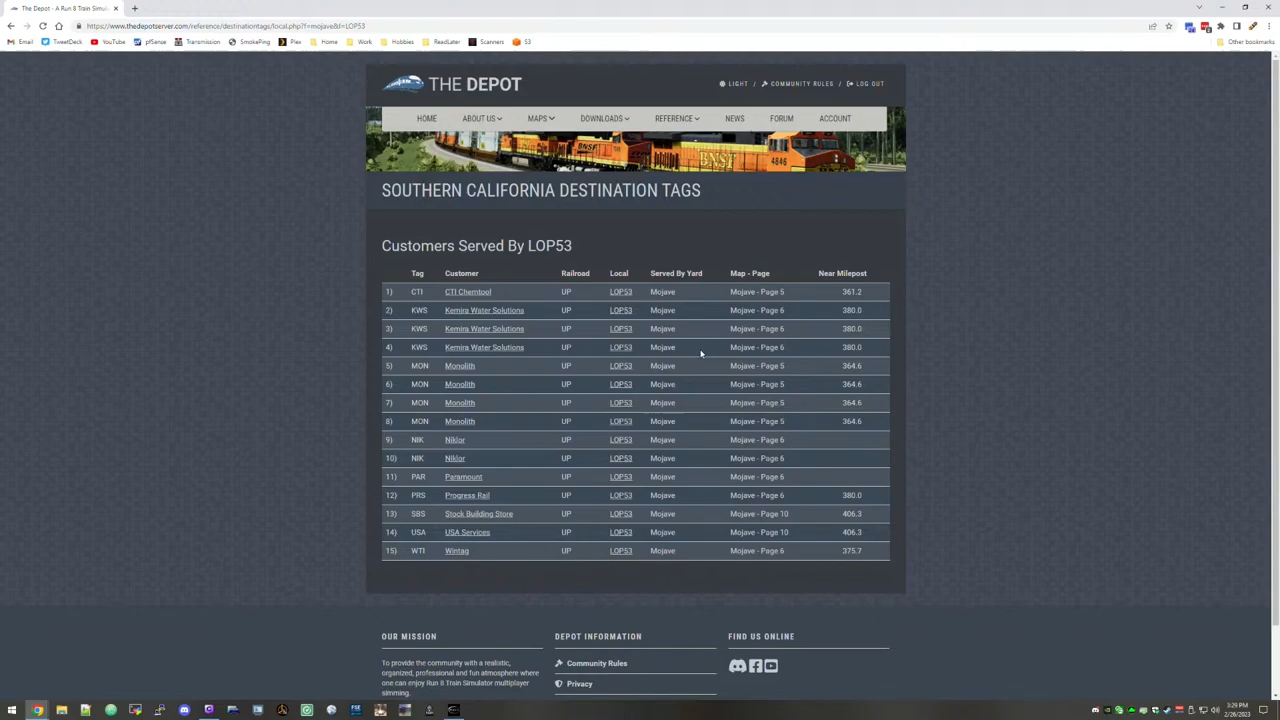 The Depot - A Run 8 Train Simul
https://www.thedepotserver.com/reference/destinationtags/local.php?f=mojave&l=LOP53
Email TweetDeck YouTube pfSense Transmission SmokePing Plex Home Work Hobbies ReadLater Scanners S3 Other bookmarks
THE DEPOT
LIGHT / COMMUNITY RULES / LOG OUT
HOME ABOUT US MAPS DOWNLOADS REFERENCE NEWS FORUM ACCOUNT
BNSF 4846
SOUTHERN CALIFORNIA DESTINATION TAGS
Customers Served By LOP53
Tag Customer Railroad Local Served By Yard Map - Page Near Milepost
1) CTI CTI Chemtool UP LOP53 Mojave Mojave - Page 5 361.2
2) KWS Kemira Water Solutions UP LOP53 Mojave Mojave - Page 6 380.0
3) KWS Kemira Water Solutions UP LOP53 Mojave Mojave - Page 6 380.0
4) KWS Kemira Water Solutions UP LOP53 Mojave Mojave - Page 6 380.0
5) MON Monolith UP LOP53 Mojave Mojave - Page 5 364.6
6) MON Monolith UP LOP53 Mojave Mojave - Page 5 364.6
7) MON Monolith UP LOP53 Mojave Mojave - Page 5 364.6
8) MON Monolith UP LOP53 Mojave Mojave - Page 5 364.6
9) NIK Niklor UP LOP53 Mojave Mojave - Page 6
10) NIK Niklor UP LOP53 Mojave Mojave - Page 6
11) PAR Paramount UP LOP53 Mojave Mojave - Page 6
12) PRS Progress Rail UP LOP53 Mojave Mojave - Page 6 380.0
13) SBS Stock Building Store UP LOP53 Mojave Mojave - Page 10 406.3
14) USA USA Services UP LOP53 Mojave Mojave - Page 10 406.3
15) WTI Wintag UP LOP53 Mojave Mojave - Page 6 375.7
OUR MISSION
To provide the community with a realistic,
organized, professional and fun atmosphere where
one can enjoy Run 8 Train Simulator multiplayer
simming.
DEPOT INFORMATION
Community Rules
Privacy
FIND US ONLINE
3:29 PM
2/26/2023